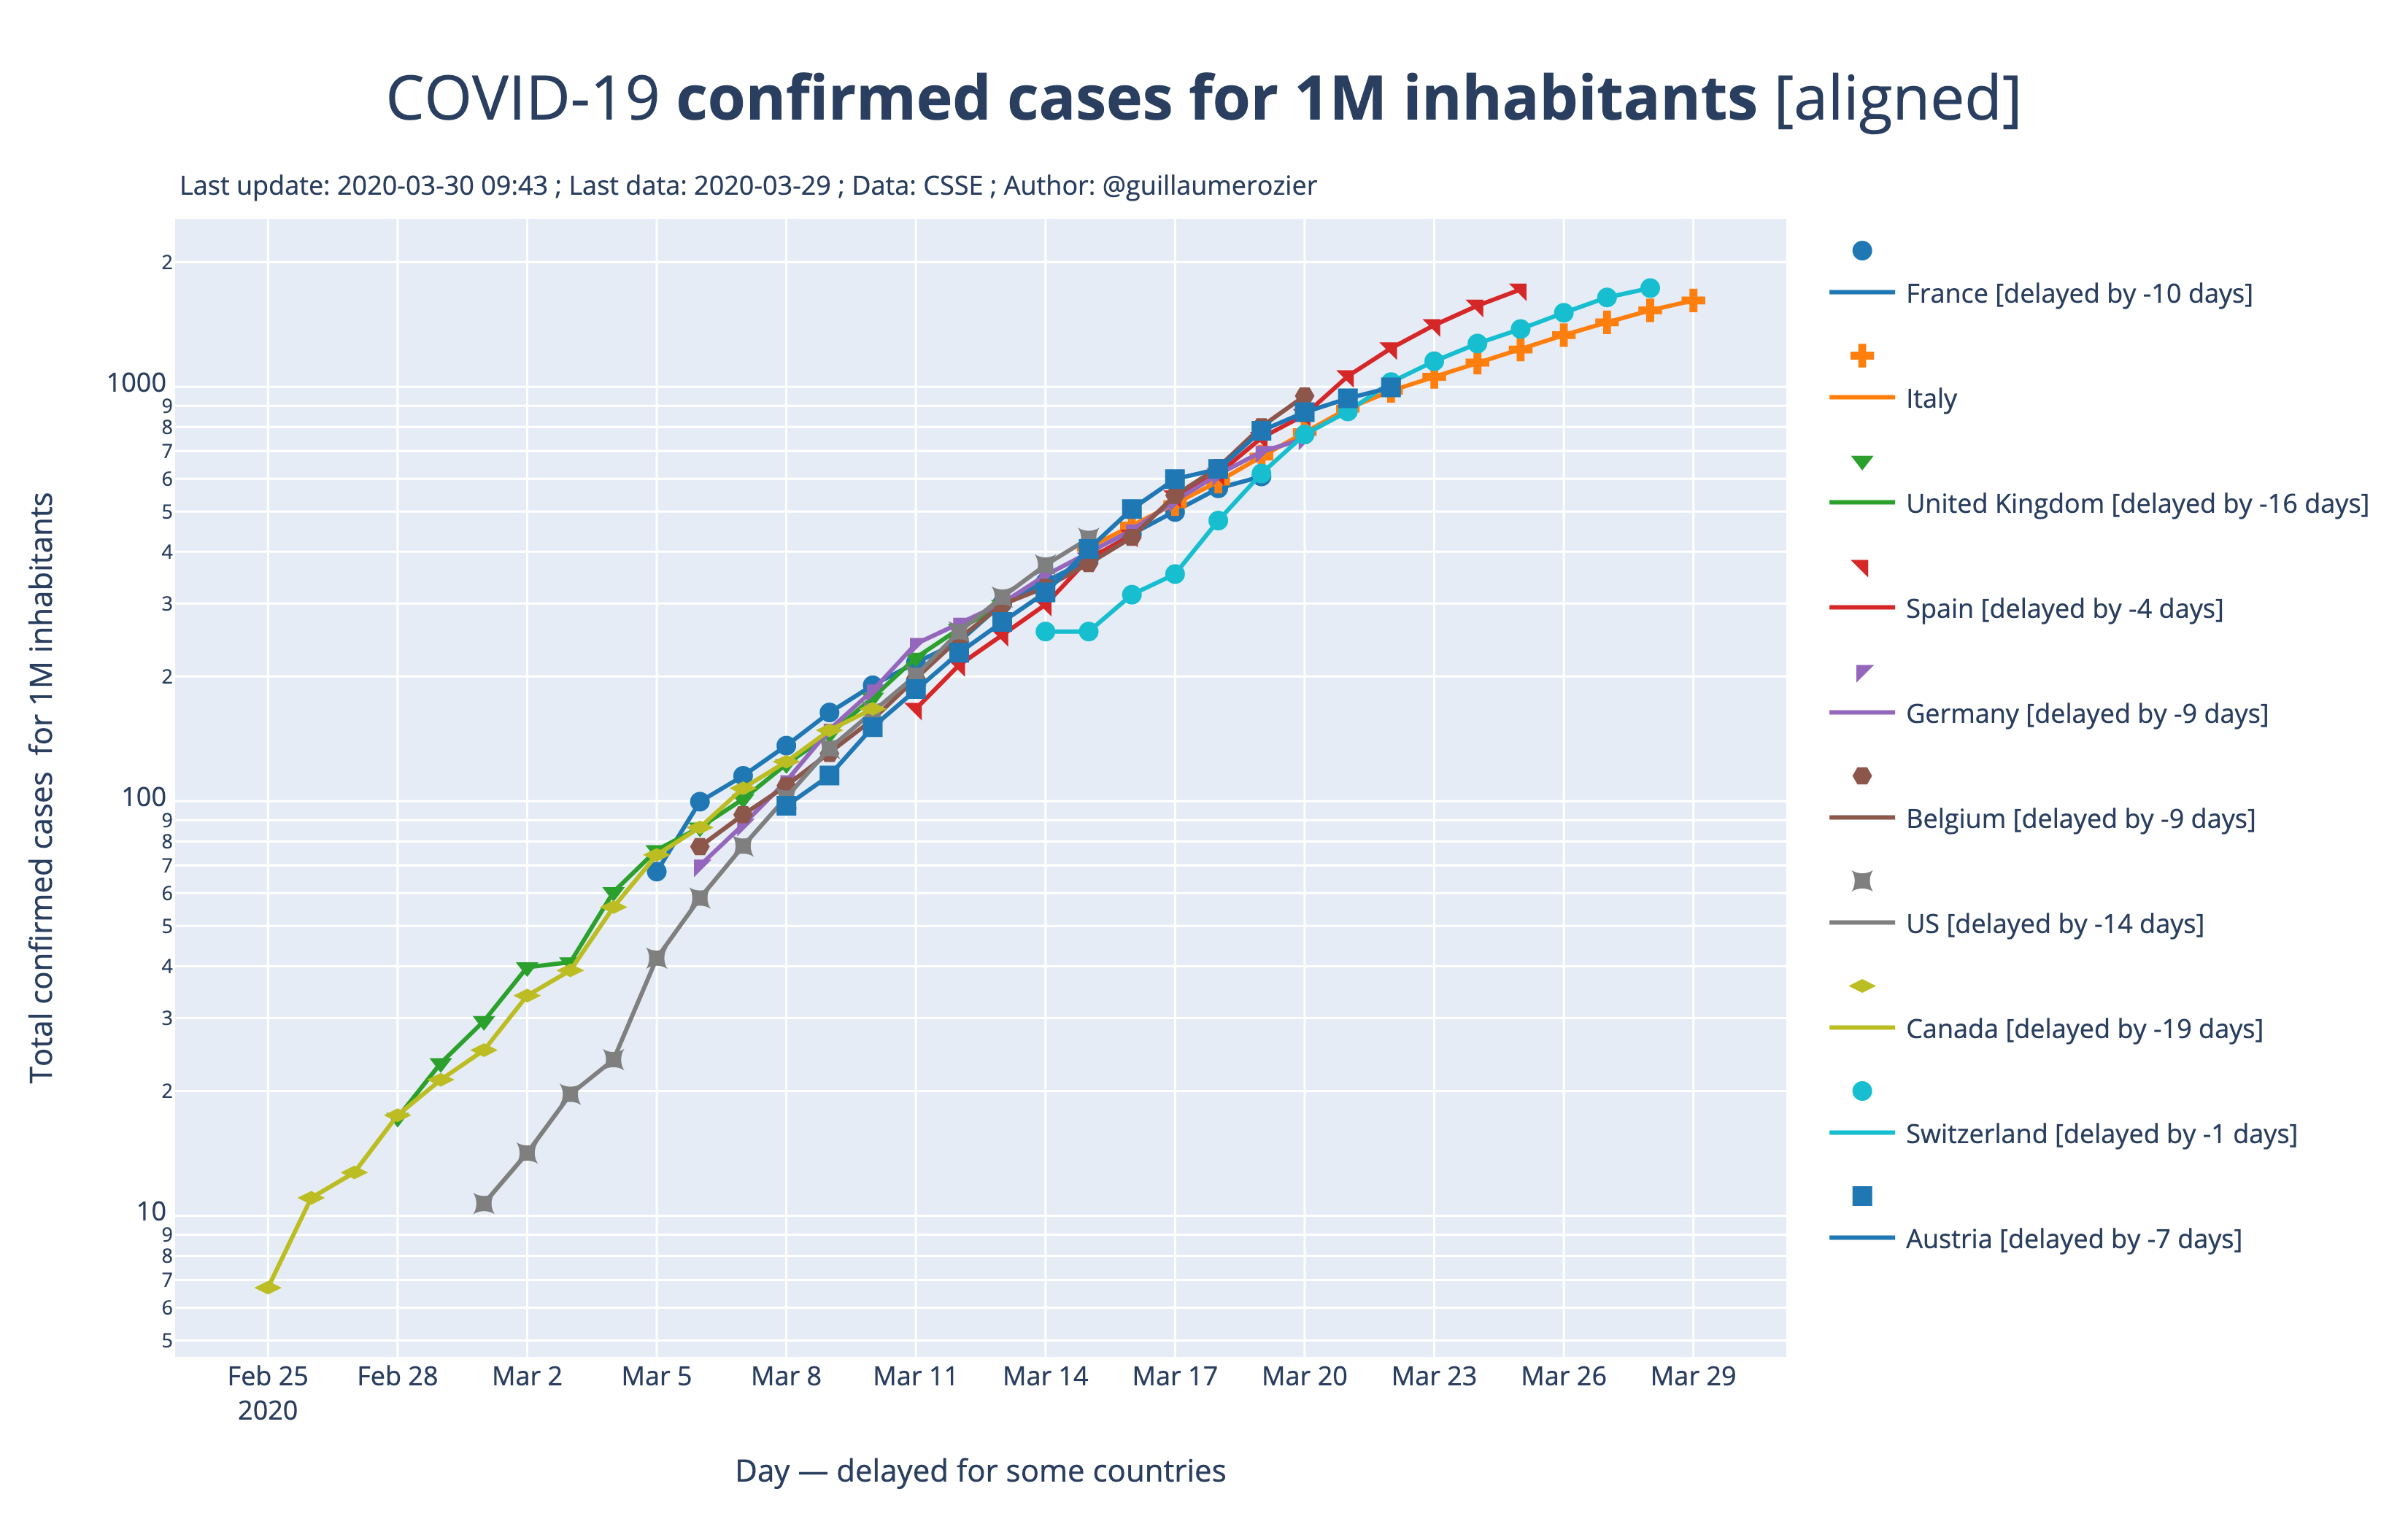 COVID-19 confirmed cases for 1M inhabitants [aligned]
Last update: 2020-03-30 09:43 ; Last data: 2020-03-29 ; Data: CSSE ; Author: @guillaumerozier
Total confirmed cases for 1M inhabitants
2
1000
9
8
7
6
5
4
3
2
100
9
8
7
6
5
4
3
2
10
9
8
7
6
5
Feb 25 Feb 28 Mar 2 Mar 5 Mar 8 Mar 11 Mar 14 Mar 17 Mar 20 Mar 23 Mar 26 Mar 29
2020
Day — delayed for some countries
France [delayed by -10 days]
Italy
United Kingdom [delayed by -16 days]
Spain [delayed by -4 days]
Germany [delayed by -9 days]
Belgium [delayed by -9 days]
US [delayed by -14 days]
Canada [delayed by -19 days]
Switzerland [delayed by -1 days]
Austria [delayed by -7 days]